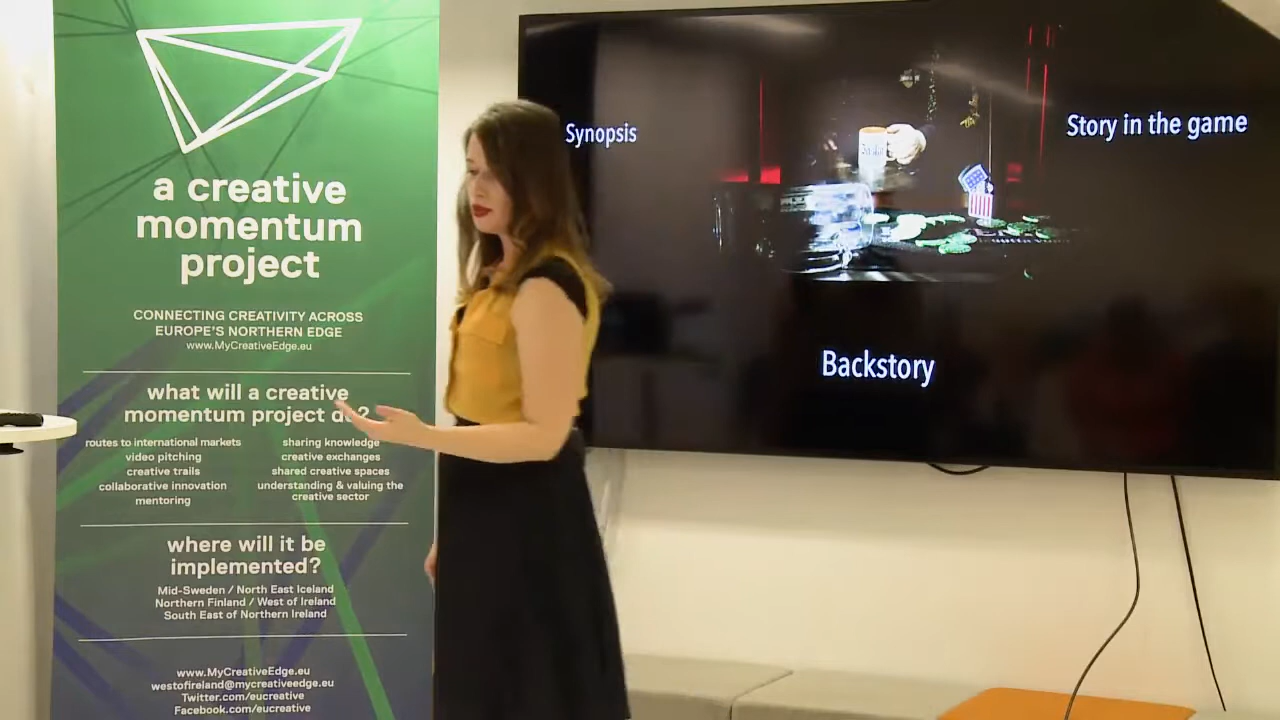 a creative
momentum
project
CONNECTING CREATIVITY ACROSS
EUROPE'S NORTHERN EDGE
www.MyCreativeEdge.eu
what will a creative
momentum project do?
routes to international markets
video pitching
creative trails
collaborative innovation
mentoring
sharing knowledge
creative exchanges
shared creative spaces
understanding & valuing the
creative sector
where will it be
implemented?
Mid-Sweden / North East Iceland
Northern Finland / West of Ireland
South East of Northern Ireland
www.MyCreativeEdge.eu
westofireland@mycreativeedge.eu
Twitter.com/eucreative
Facebook.com/eucreative
Synopsis
Story in the game
Backstory